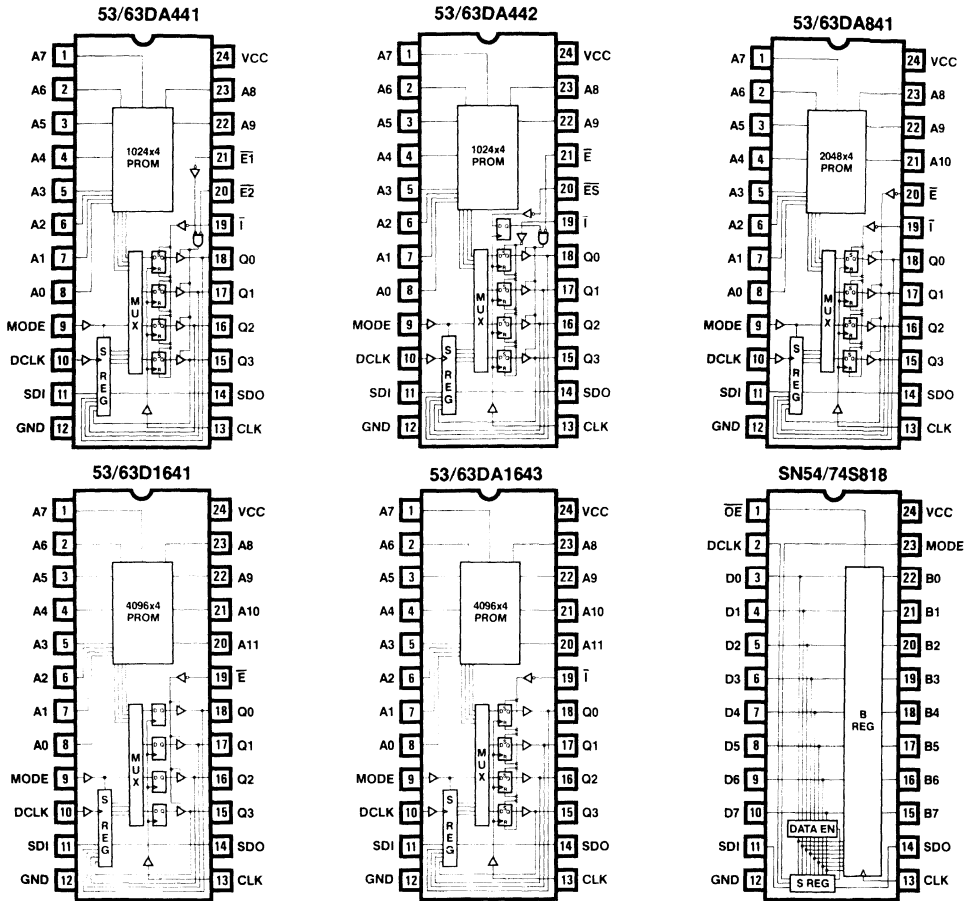 53/63DA441
A7 1 24 VCC
A6 2 23 A8
A5 3 22 A9
1024x4
PROM
A4 4 21 E1
A3 5 20 E2
A2 6 19 I
A1 7 18 Q0
A0 8 17 Q1
MUX
MODE 9 16 Q2
DCLK 10 15 Q3
S REG
SDI 11 14 SDO
GND 12 13 CLK
53/63DA442
A7 1 24 VCC
A6 2 23 A8
A5 3 22 A9
1024x4
PROM
A4 4 21 E
A3 5 20 ES
A2 6 19 I
A1 7 18 Q0
A0 8 17 Q1
MUX
MODE 9 16 Q2
DCLK 10 15 Q3
S REG
SDI 11 14 SDO
GND 12 13 CLK
53/63DA841
A7 1 24 VCC
A6 2 23 A8
A5 3 22 A9
2048x4
PROM
A4 4 21 A10
A3 5 20 E
A2 6 19 I
A1 7 18 Q0
A0 8 17 Q1
MUX
MODE 9 16 Q2
DCLK 10 15 Q3
S REG
SDI 11 14 SDO
GND 12 13 CLK
53/63D1641
A7 1 24 VCC
A6 2 23 A8
A5 3 22 A9
4096x4
PROM
A4 4 21 A10
A3 5 20 A11
A2 6 19 E
A1 7 18 Q0
A0 8 17 Q1
MUX
MODE 9 16 Q2
DCLK 10 15 Q3
S REG
SDI 11 14 SDO
GND 12 13 CLK
53/63DA1643
A7 1 24 VCC
A6 2 23 A8
A5 3 22 A9
4096x4
PROM
A4 4 21 A10
A3 5 20 A11
A2 6 19 I
A1 7 18 Q0
A0 8 17 Q1
MUX
MODE 9 16 Q2
DCLK 10 15 Q3
S REG
SDI 11 14 SDO
GND 12 13 CLK
SN54/74S818
OE 1 24 VCC
DCLK 2 23 MODE
D0 3 22 B0
D1 4 21 B1
D2 5 20 B2
D3 6 19 B3
D4 7 18 B4
B
REG
D5 8 17 B5
D6 9 16 B6
D7 10 15 B7
DATA EN
SDI 11 14 SDO
GND 12 13 CLK
S REG